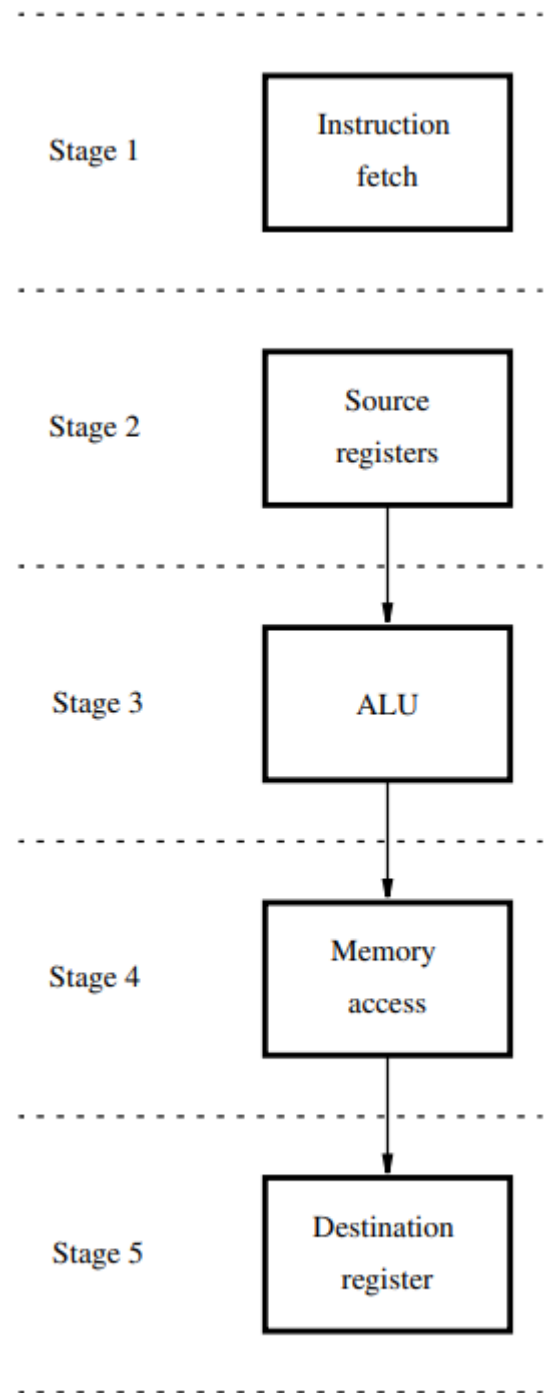 Stage 1
Instruction
fetch
Stage 2
Source
registers
Stage 3
ALU
Stage 4
Memory
access
Stage 5
Destination
register